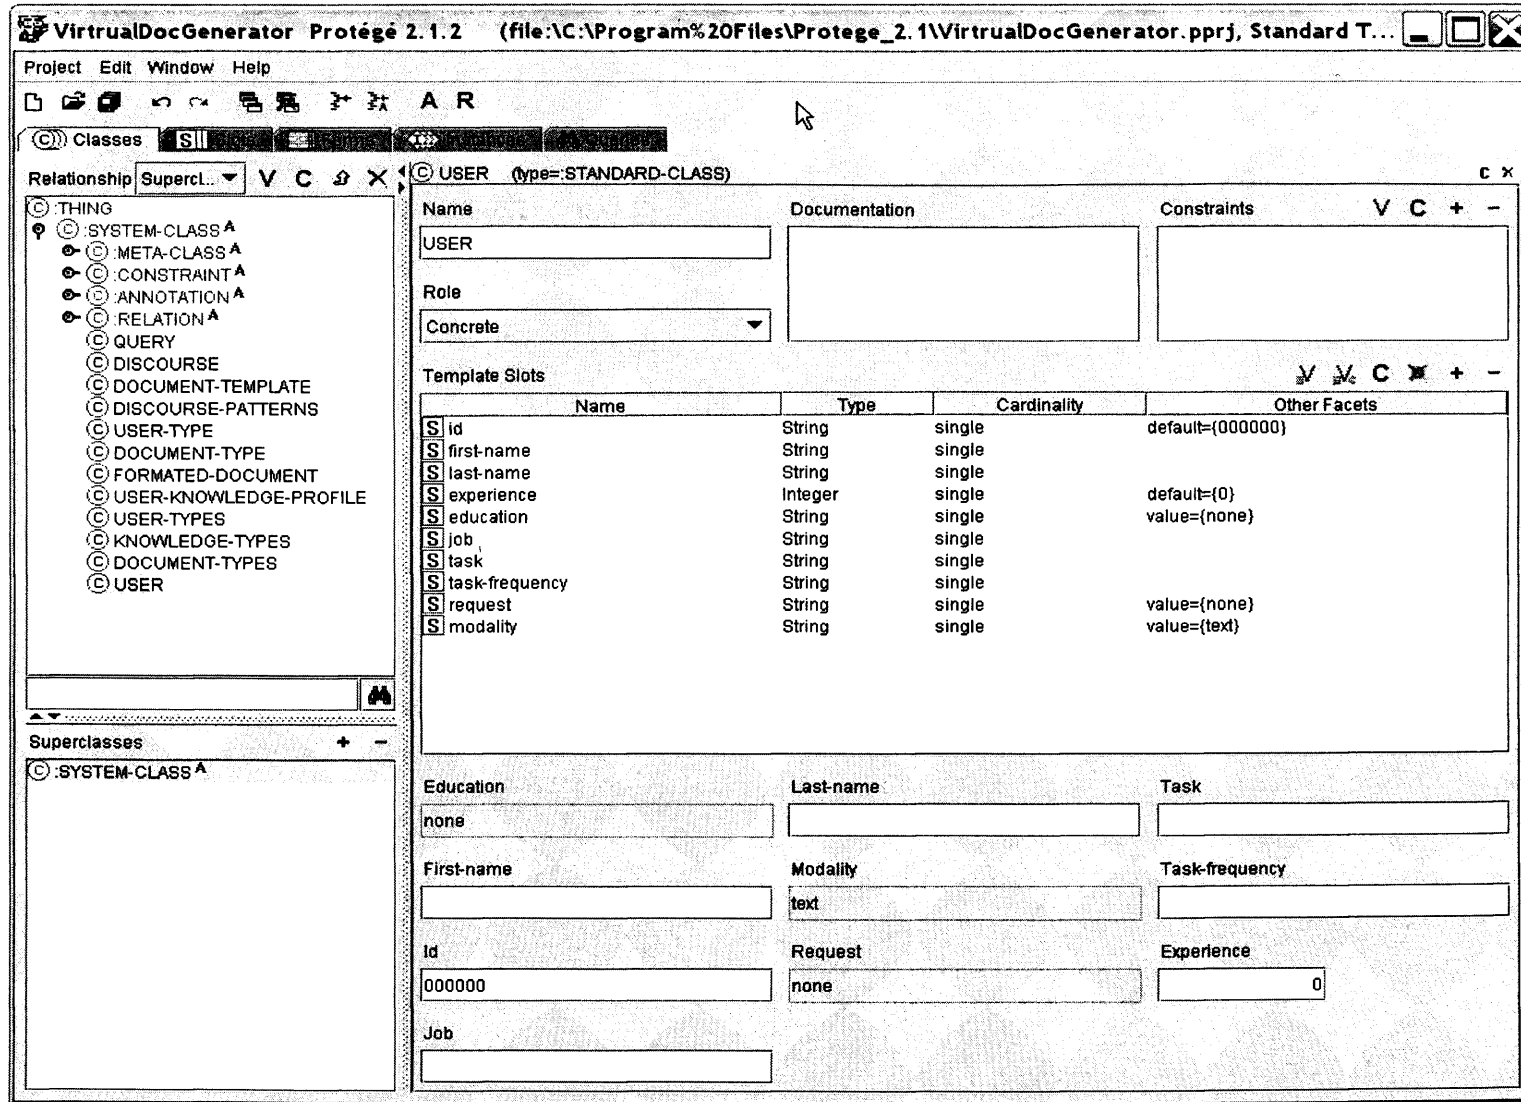 VirtrualDocGenerator Protégé 2.1.2 (file:\C:\Program%20Files\Protege_2.1\VirtrualDocGenerator.pprj, Standard T...
Project Edit Window Help
A R
C Classes S
Relationship Supercl... V C
C USER (type=:STANDARD-CLASS) C ×
C :THING
C :SYSTEM-CLASS A
C :META-CLASS A
C :CONSTRAINT A
C :ANNOTATION A
C :RELATION A
C QUERY
C DISCOURSE
C DOCUMENT-TEMPLATE
C DISCOURSE-PATTERNS
C USER-TYPE
C DOCUMENT-TYPE
C FORMATED-DOCUMENT
C USER-KNOWLEDGE-PROFILE
C USER-TYPES
C KNOWLEDGE-TYPES
C DOCUMENT-TYPES
C USER
Superclasses + -
C :SYSTEM-CLASS A
Name Documentation Constraints V C + -
USER
Role
Concrete
Template Slots V V C + -
Name Type Cardinality Other Facets
S id String single default={000000}
S first-name String single
S last-name String single
S experience Integer single default={0}
S education String single value={none}
S job String single
S task String single
S task-frequency String single
S request String single value={none}
S modality String single value={text}
Education Last-name Task
none
First-name Modality Task-frequency
text
Id Request Experience
000000 none 0
Job